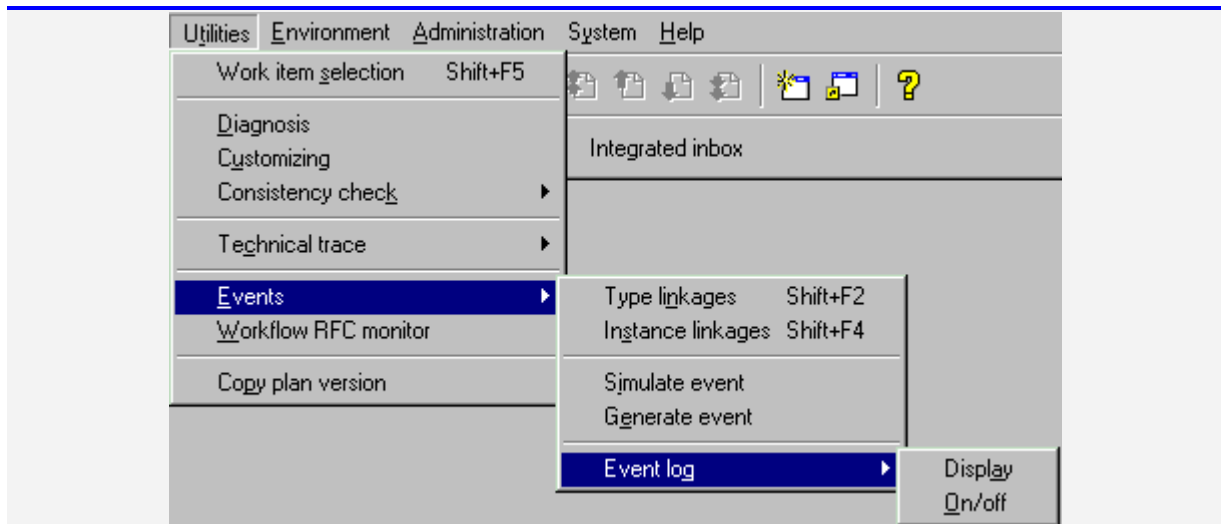 Utilities Environment Administration System Help
Work item selection Shift+F5
Diagnosis
Customizing
Consistency check
Technical trace
Events
Workflow RFC monitor
Copy plan version
Integrated inbox
Type linkages Shift+F2
Instance linkages Shift+F4
Simulate event
Generate event
Event log
Display
On/off